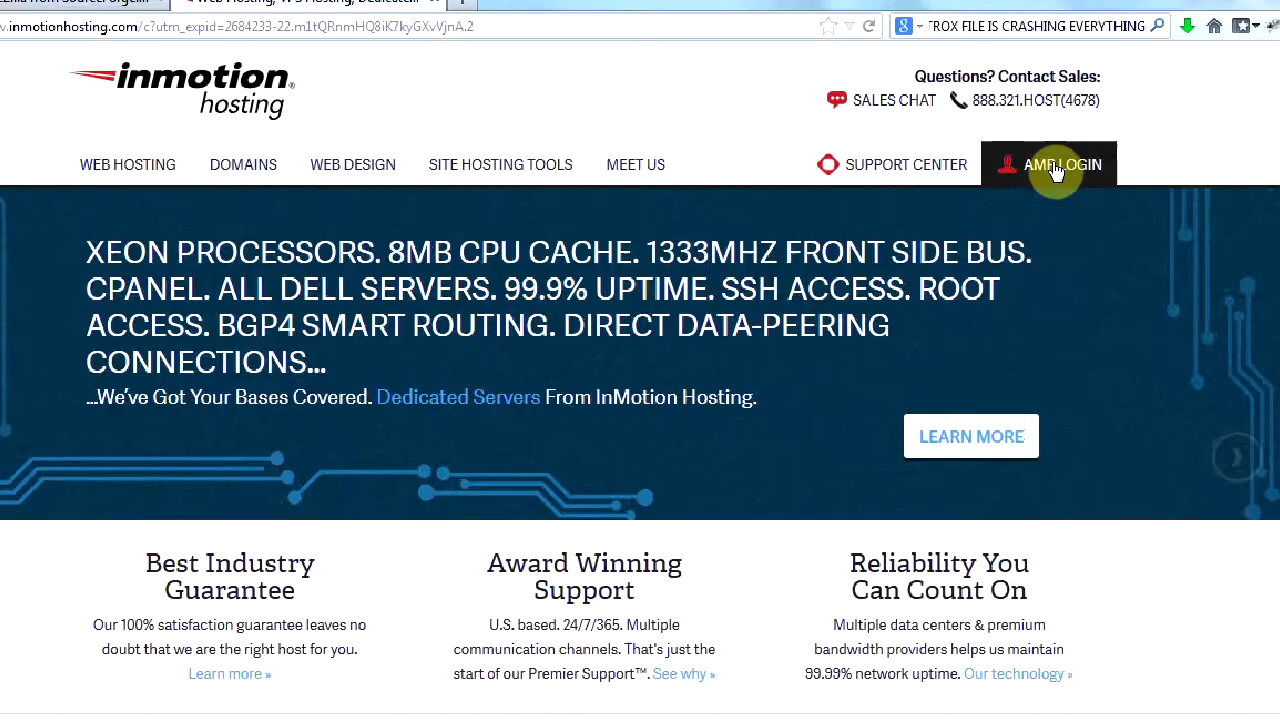 .inmotionhosting.com/c?utm_expid=2684233-22.m1tQRnmHQ8iK7kyGXvVjnA.2
FROX FILE IS CRASHING EVERYTHING
inmotion®
hosting
Questions? Contact Sales:
SALES CHAT 888.321.HOST(4678)
WEB HOSTING DOMAINS WEB DESIGN SITE HOSTING TOOLS MEET US SUPPORT CENTER AMP LOGIN
XEON PROCESSORS. 8MB CPU CACHE. 1333MHZ FRONT SIDE BUS.
CPANEL. ALL DELL SERVERS. 99.9% UPTIME. SSH ACCESS. ROOT
ACCESS. BGP4 SMART ROUTING. DIRECT DATA-PEERING
CONNECTIONS...
...We've Got Your Bases Covered. Dedicated Servers From InMotion Hosting.
LEARN MORE
Best Industry
Guarantee
Our 100% satisfaction guarantee leaves no
doubt that we are the right host for you.
Learn more »
Award Winning
Support
U.S. based. 24/7/365. Multiple
communication channels. That's just the
start of our Premier Support™. See why »
Reliability You
Can Count On
Multiple data centers & premium
bandwidth providers helps us maintain
99.99% network uptime. Our technology »